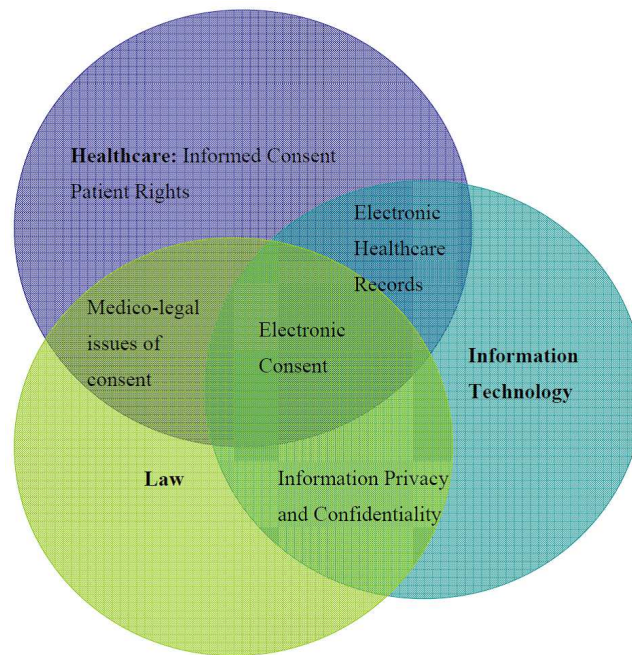 Healthcare: Informed Consent
Patient Rights
Electronic
Healthcare
Records
Medico-legal
issues of
consent
Electronic
Consent
Information
Technology
Law
Information Privacy
and Confidentiality